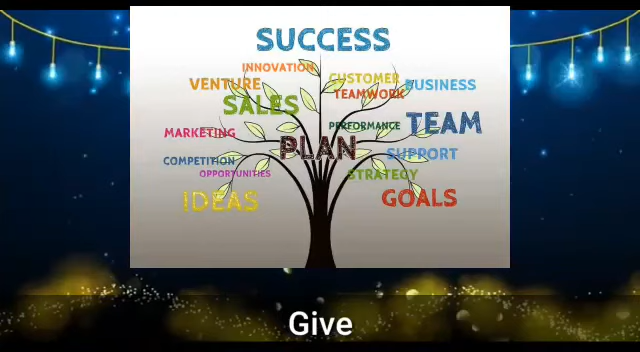 SUCCESS
INNOVATION
VENTURE
CUSTOMER
BUSINESS
TEAMWORK
SALES
PERFORMANCE
TEAM
MARKETING
PLAN
SUPPORT
COMPETITION
OPPORTUNITIES
STRATEGY
IDEAS
GOALS
Give